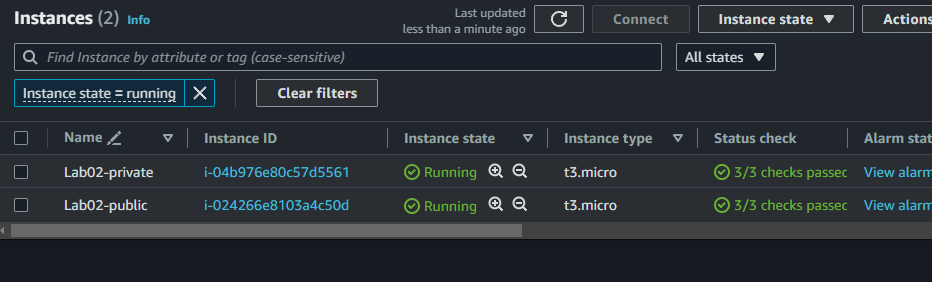 Instances (2) Info
Last updated
less than a minute ago
Connect
Instance state
Actions
Find Instance by attribute or tag (case-sensitive)
All states
Instance state = running
Clear filters
Name Instance ID Instance state Instance type Status check Alarm stat
Lab02-private i-04b976e80c57d5561 Running t3.micro 3/3 checks passec View alarm
Lab02-public i-024266e8103a4c50d Running t3.micro 3/3 checks passec View alarm